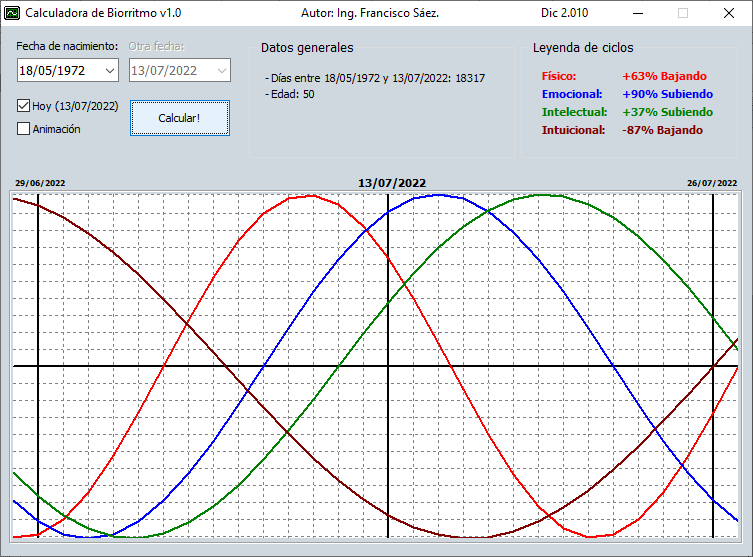 Calculadora de Biorritmo v1.0 Autor: Ing. Francisco Sáez. Dic 2.010
Fecha de nacimiento: Otra fecha:
18/05/1972 13/07/2022
Hoy (13/07/2022)
Animación
Calcular!
Datos generales
- Días entre 18/05/1972 y 13/07/2022: 18317
- Edad: 50
Leyenda de ciclos
Físico: +63% Bajando
Emocional: +90% Subiendo
Intelectual: +37% Subiendo
Intuicional: -87% Bajando
29/06/2022 13/07/2022 26/07/2022